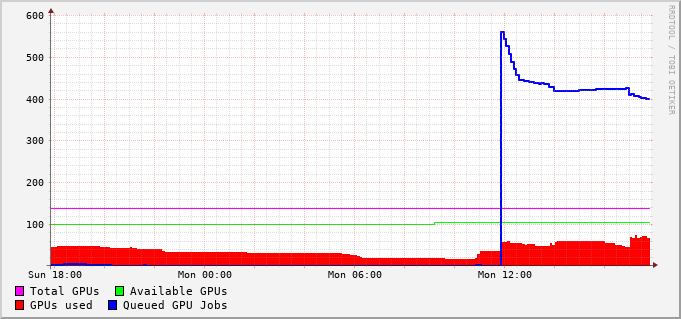 600
500
400
300
200
100
Sun 18:00 Mon 00:00 Mon 06:00 Mon 12:00
Total GPUs Available GPUs
GPUs used Queued GPU Jobs
RRDTOOL / TOBI OETIKER